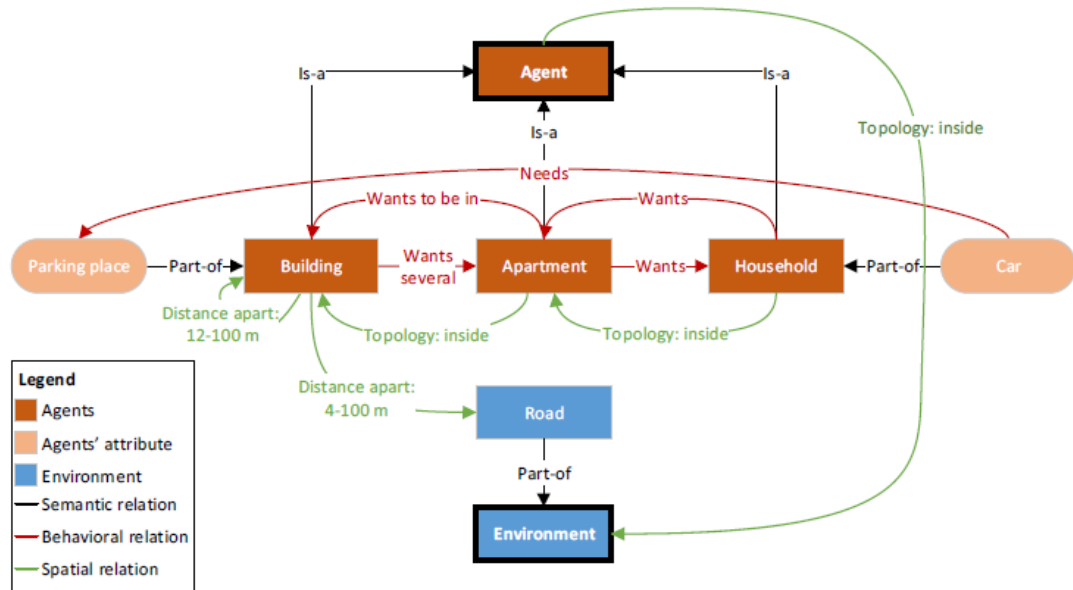 Agent
Is-a
Is-a
Is-a
Topology: inside
Needs
Wants to be in
Wants
Parking place
Part-of
Building
Wants
several
Apartment
Wants
Household
Part-of
Car
Distance apart:
12-100 m
Topology: inside
Topology: inside
Distance apart:
4-100 m
Road
Part-of
Environment
Legend
Agents
Agents’ attribute
Environment
Semantic relation
Behavioral relation
Spatial relation